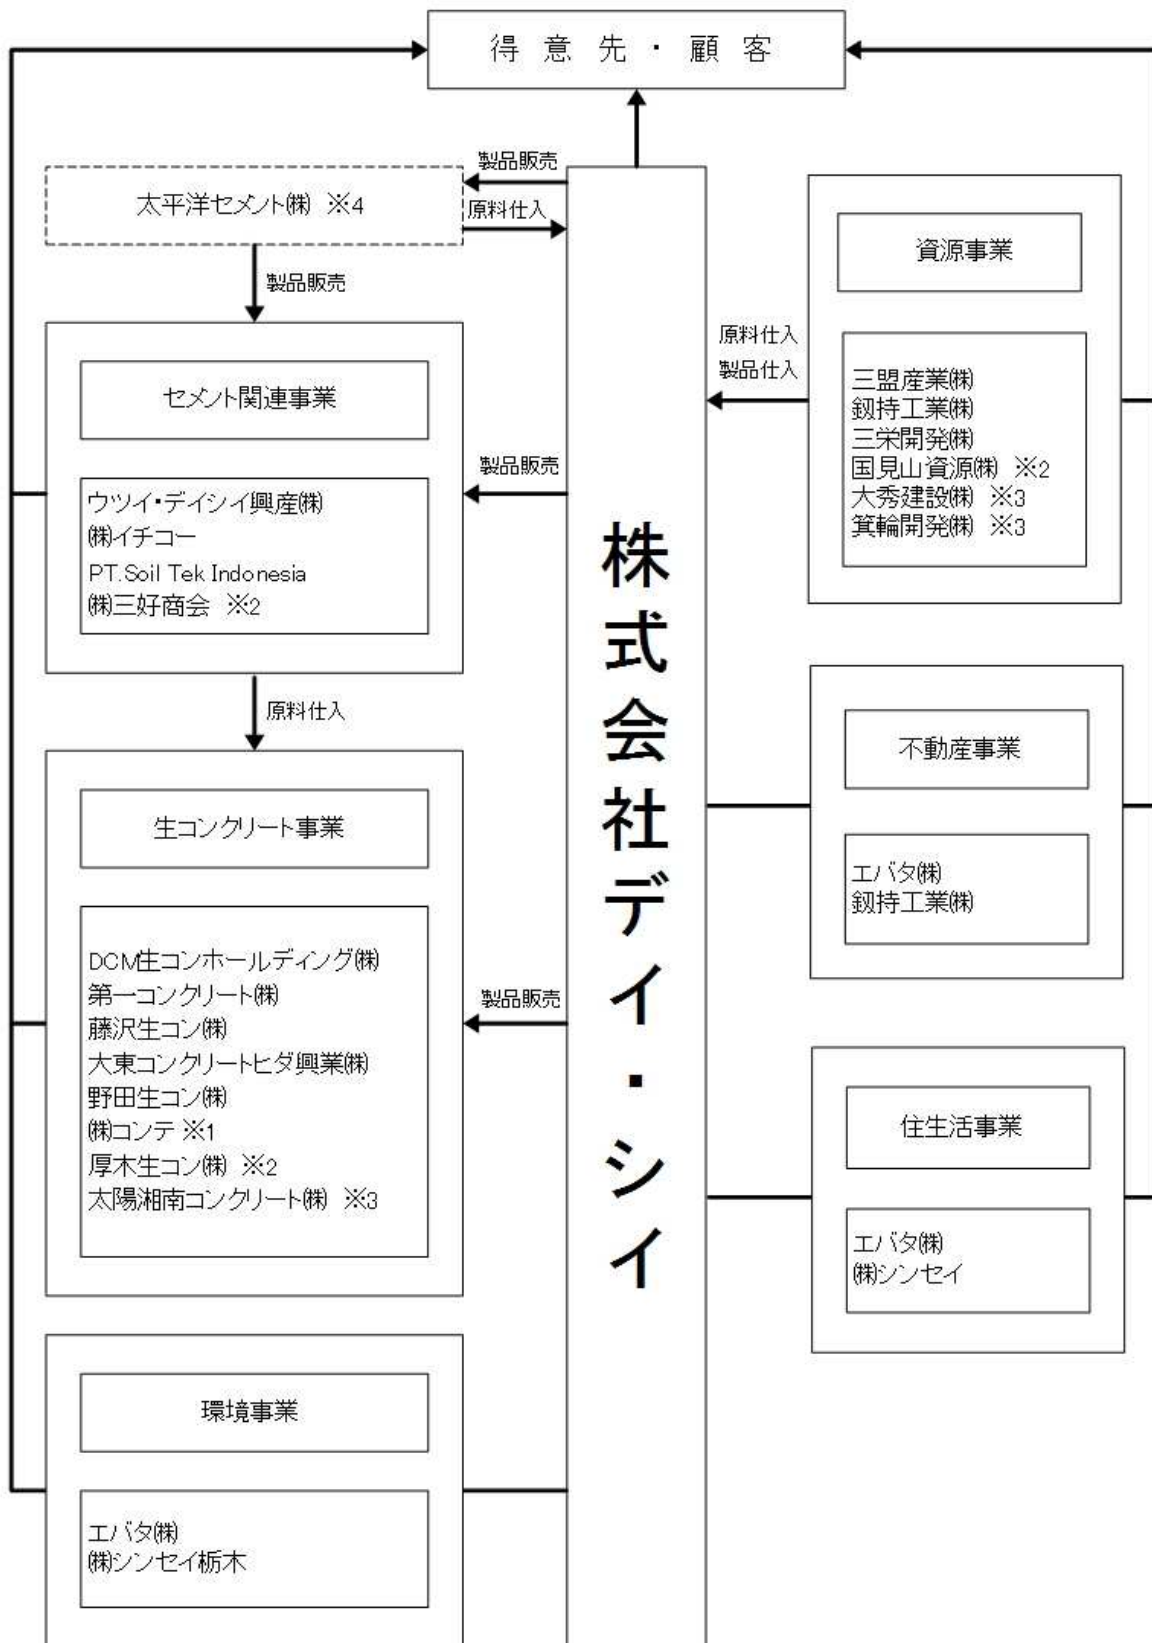 得意先・顧客
製品販売
太平洋セメント㈱ ※4
原料仕入
製品販売
セメント関連事業
ウツイ・デイシイ興産㈱
㈱イチコー
PT.Soil Tek Indonesia
㈱三好商会 ※2
製品販売
原料仕入
生コンクリート事業
DCM生コンホールディング㈱
第一コンクリート㈱
藤沢生コン㈱
大東コンクリートヒダ興業㈱
野田生コン㈱
㈱コンテ ※1
厚木生コン㈱ ※2
太陽湘南コンクリート㈱ ※3
製品販売
環境事業
エバタ㈱
㈱シンセイ栃木
株式会社デイ・シイ
資源事業
原料仕入
製品仕入
三盟産業㈱
釼持工業㈱
三栄開発㈱
国見山資源㈱ ※2
大秀建設㈱ ※3
箕輪開発㈱ ※3
不動産事業
エバタ㈱
釼持工業㈱
住生活事業
エバタ㈱
㈱シンセイ